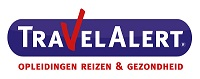 TRAVELALERT®
OPLEIDINGEN REIZEN & GEZONDHEID